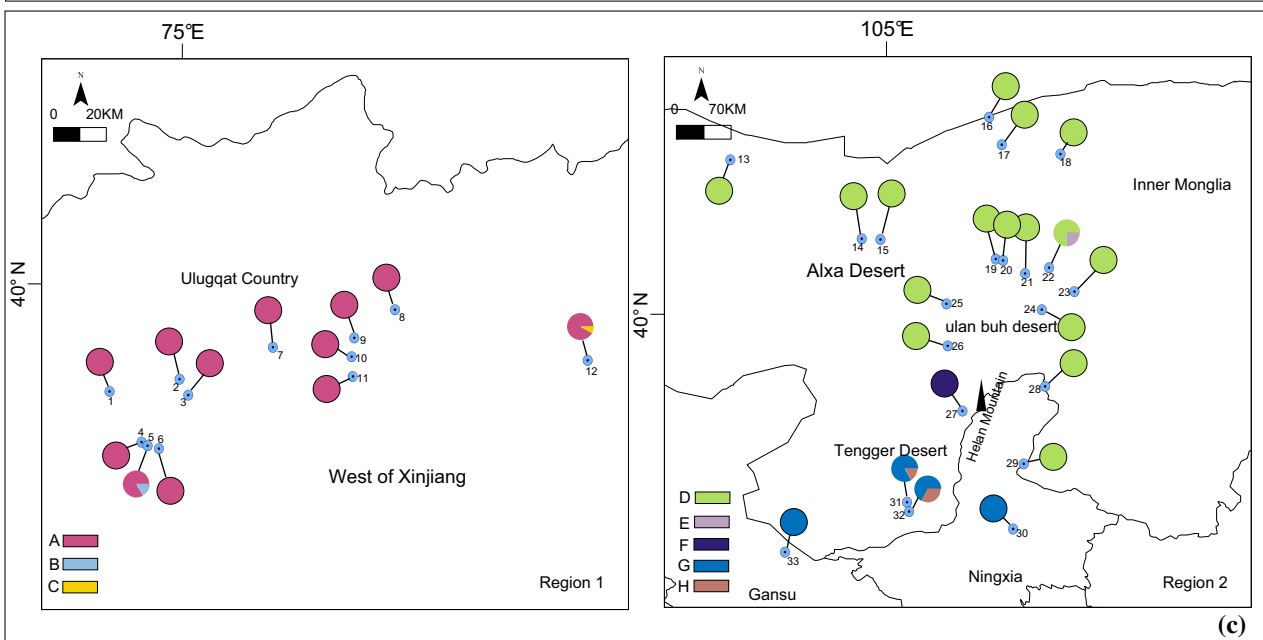 75°E
N
0 20KM
40° N
Ulugqat Country
8
9
7
10
12
11
2
1
3
4
5
6
West of Xinjiang
A
B
C
Region 1
105°E
N
0 70KM
16
17
13
18
Inner Monglia
14
15
19
20
21
22
Alxa Desert
23
25
24
40° N
ulan buh desert
26
28
27
Helan Mountain
Tengger Desert
29
31
32
30
33
D
E
F
G
H
Ningxia
Gansu
Region 2
(c)